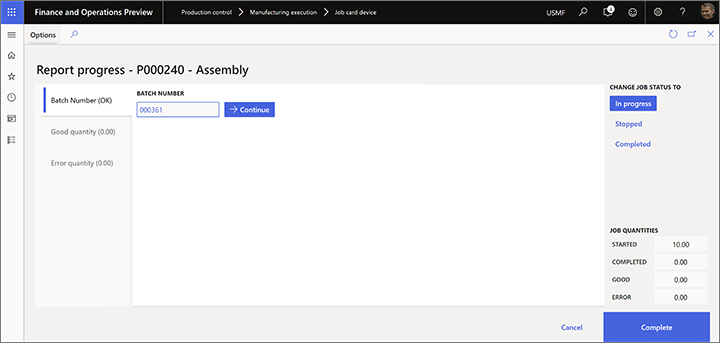 Finance and Operations Preview
Production control > Manufacturing execution > Job card device
USMF
4
?
Options
Report progress - P000240 - Assembly
Batch Number (OK)
Good quantity (0.00)
Error quantity (0.00)
BATCH NUMBER
000361
→ Continue
CHANGE JOB STATUS TO
In progress
Stopped
Completed
JOB QUANTITIES
STARTED 10.00
COMPLETED 0.00
GOOD 0.00
ERROR 0.00
Cancel
Complete